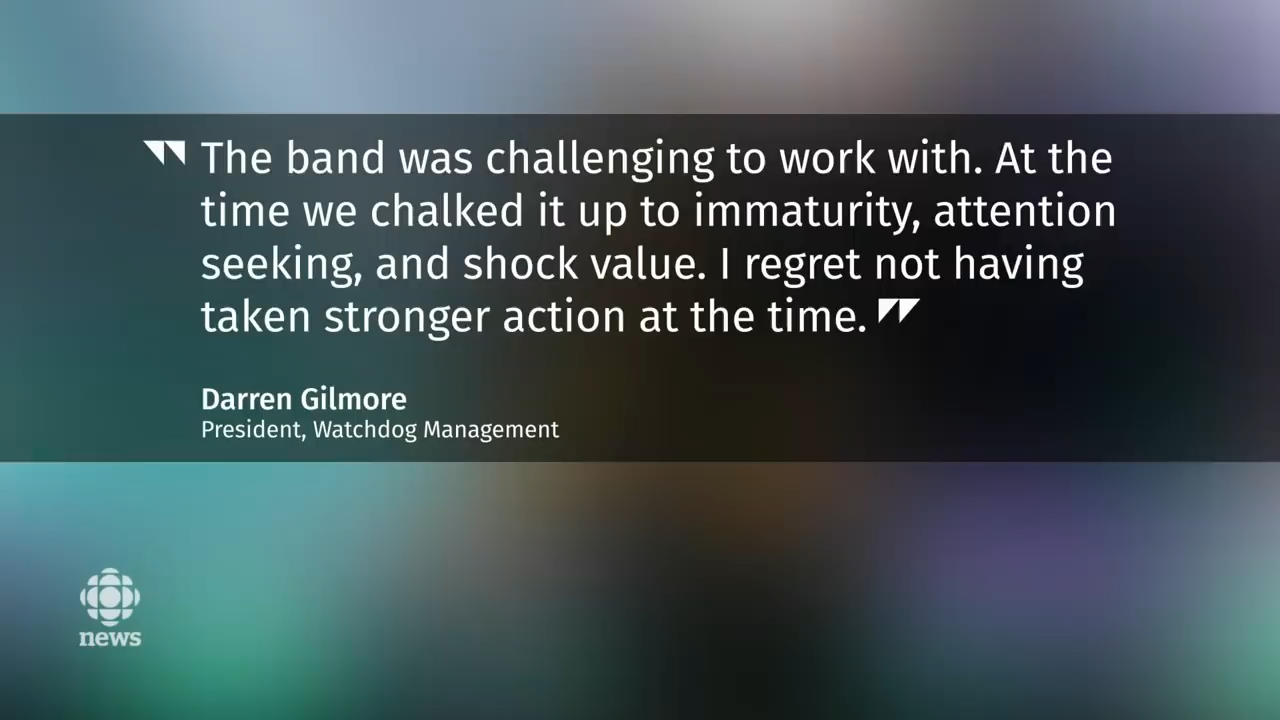 The band was challenging to work with. At the
time we chalked it up to immaturity, attention
seeking, and shock value. I regret not having
taken stronger action at the time.
Darren Gilmore
President, Watchdog Management
news